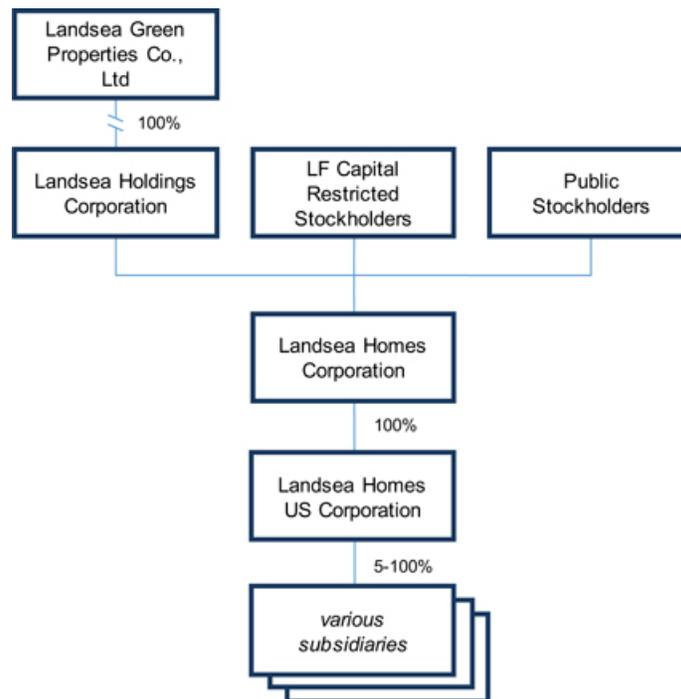 Landsea Green
Properties Co.,
Ltd
100%
Landsea Holdings
Corporation
LF Capital
Restricted
Stockholders
Public
Stockholders
Landsea Homes
Corporation
100%
Landsea Homes
US Corporation
5-100%
various
subsidiaries